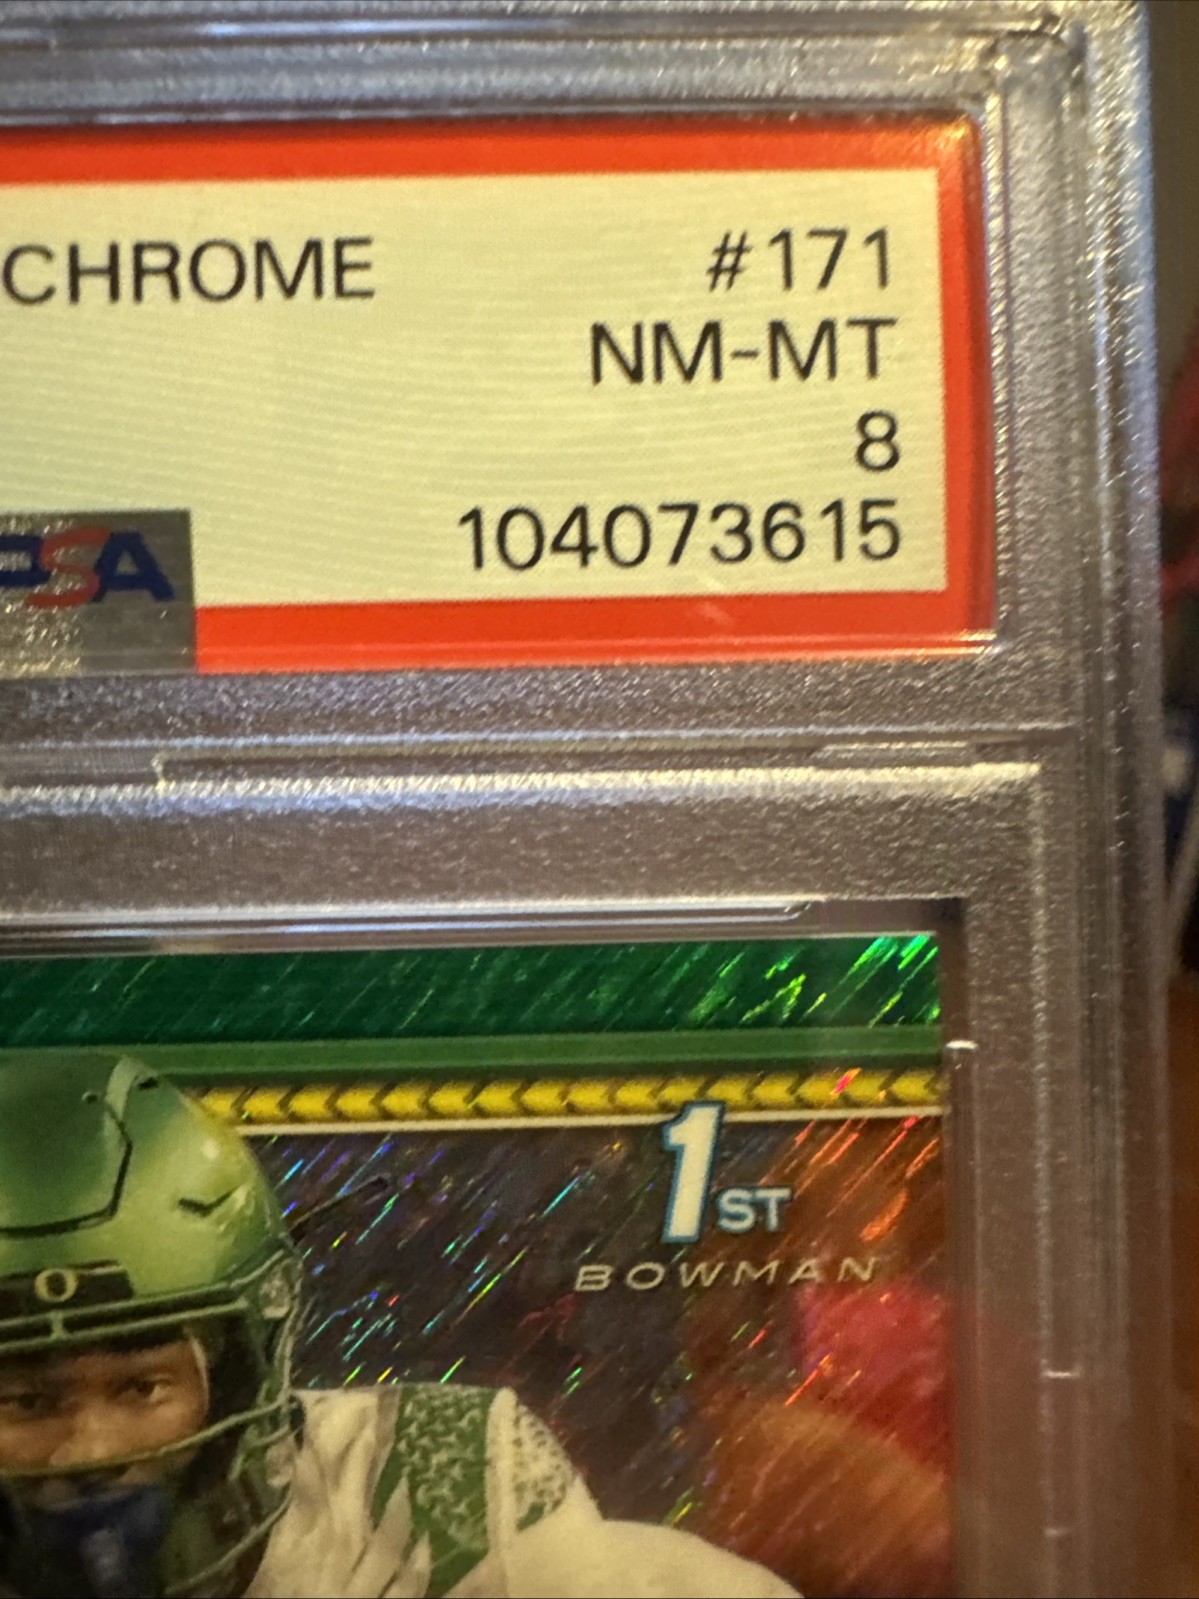 CHROME #171
NM-MT
8
104073615
PSA
1ST
BOWMAN
O